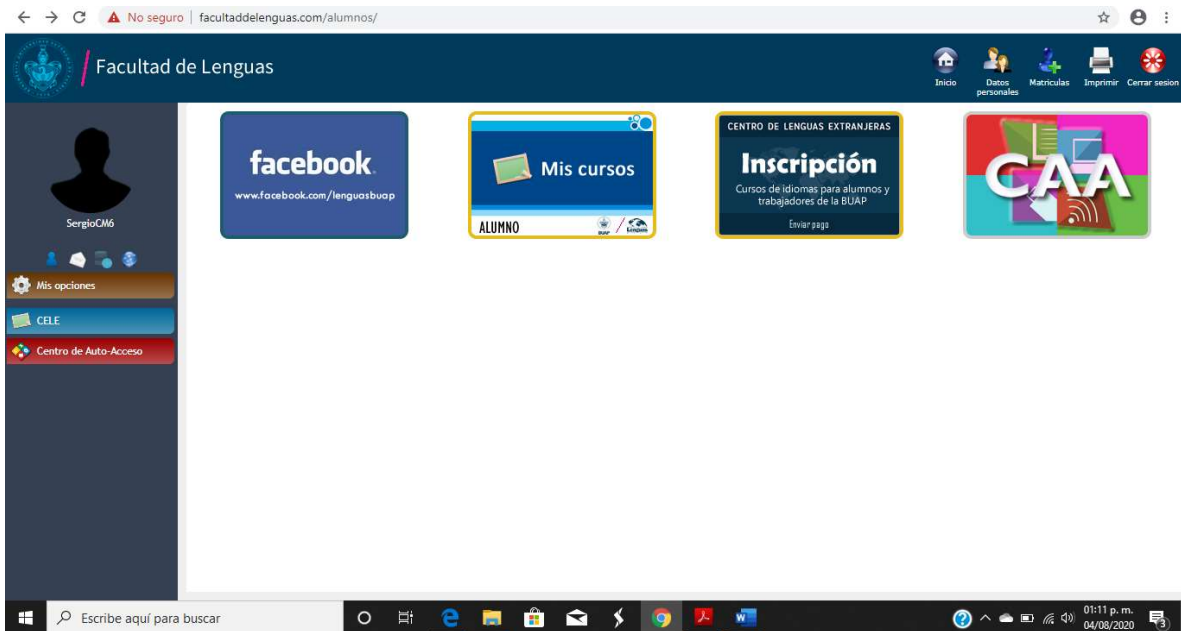 No seguro | facultaddelenguas.com/alumnos/
Facultad de Lenguas
Inicio
Datos personales
Matriculas
Imprimir
Cerrar sesion
SergioCM6
Mis opciones
CELE
Centro de Auto-Acceso
facebook.
www.facebook.com/lenguasbuap
Mis cursos
ALUMNO
BUAP
Lenguas
CENTRO DE LENGUAS EXTRANJERAS
Inscripción
Cursos de idiomas para alumnos y
trabajadores de la BUAP
Enviar pago
CAA
Escribe aquí para buscar
01:11 p. m.
04/08/2020
3